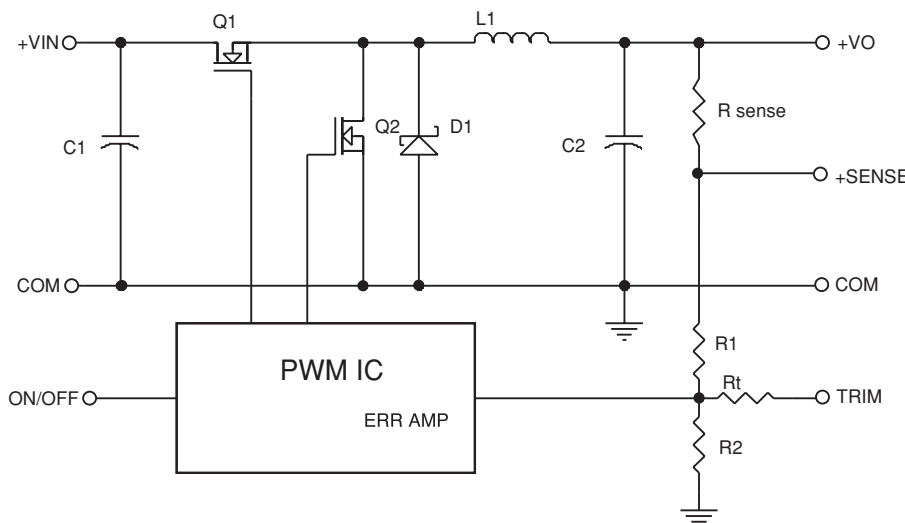 Q1
L1
+VIN
+VO
R sense
C1
Q2
D1
C2
+SENSE
COM
COM
R1
PWM IC
Rt
ON/OFF
TRIM
ERR AMP
R2